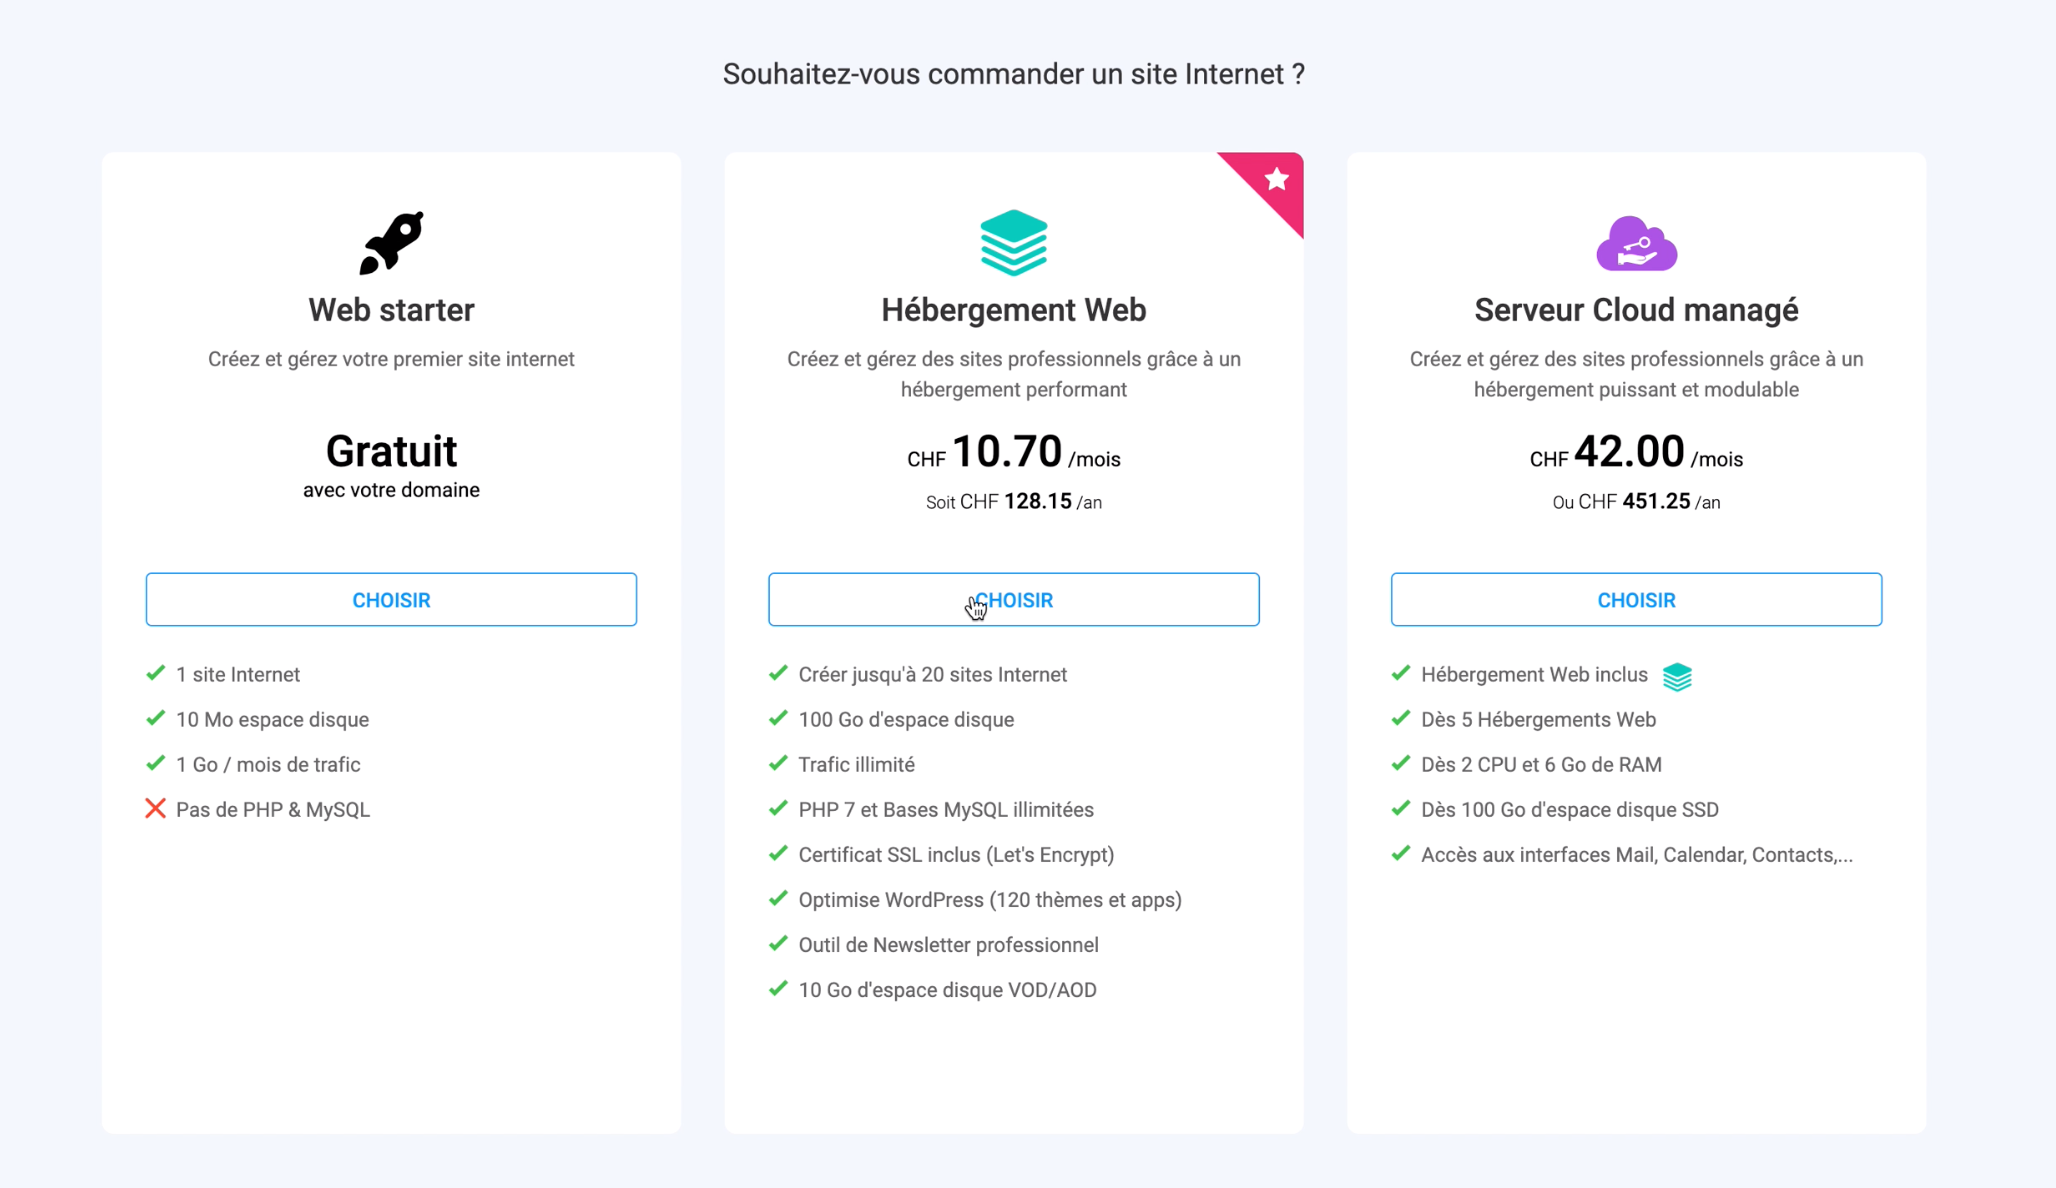 Souhaitez-vous commander un site Internet ?
Web starter
Créez et gérez votre premier site internet
Gratuit
avec votre domaine
CHOISIR
1 site Internet
10 Mo espace disque
1 Go / mois de trafic
Pas de PHP & MySQL
Hébergement Web
Créez et gérez des sites professionnels grâce à un
hébergement performant
CHF 10.70 /mois
Soit CHF 128.15 /an
CHOISIR
Créer jusqu'à 20 sites Internet
100 Go d'espace disque
Trafic illimité
PHP 7 et Bases MySQL illimitées
Certificat SSL inclus (Let's Encrypt)
Optimise WordPress (120 thèmes et apps)
Outil de Newsletter professionnel
10 Go d'espace disque VOD/AOD
Serveur Cloud managé
Créez et gérez des sites professionnels grâce à un
hébergement puissant et modulable
CHF 42.00 /mois
Ou CHF 451.25 /an
CHOISIR
Hébergement Web inclus
Dès 5 Hébergements Web
Dès 2 CPU et 6 Go de RAM
Dès 100 Go d'espace disque SSD
Accès aux interfaces Mail, Calendar, Contacts,...